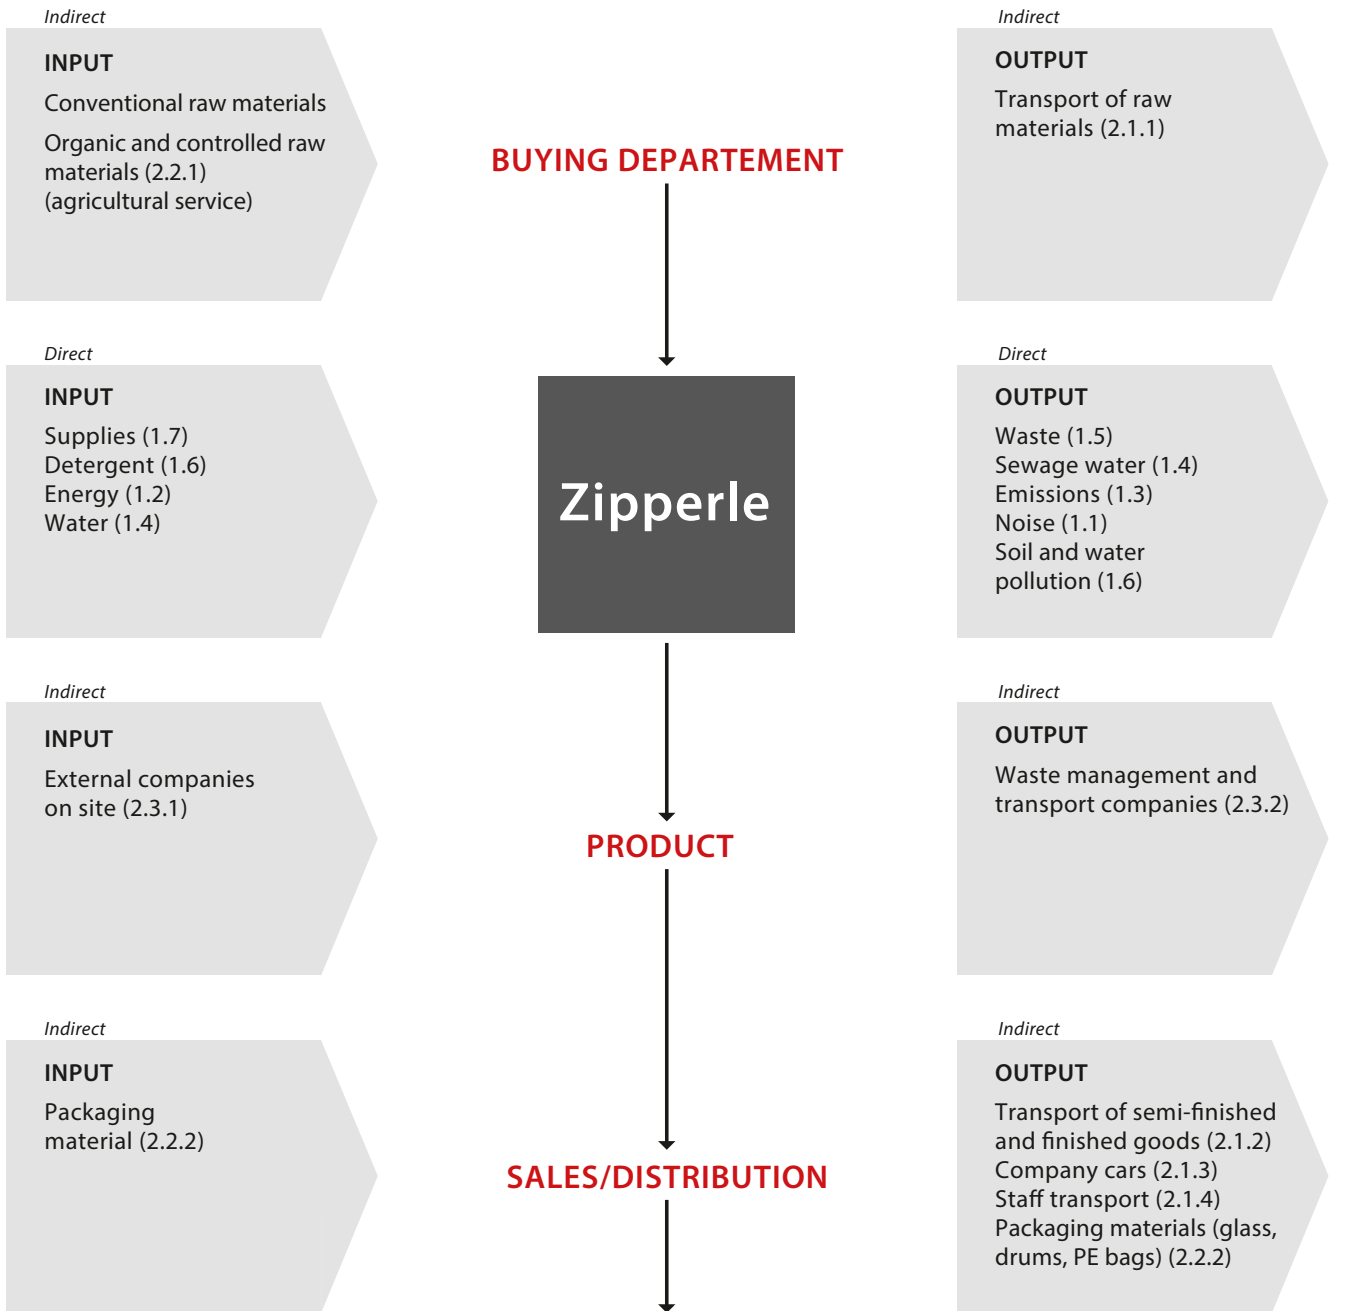 Indirect
INPUT
Conventional raw materials
Organic and controlled raw
materials (2.2.1)
(agricultural service)
BUYING DEPARTEMENT
Indirect
OUTPUT
Transport of raw
materials (2.1.1)
Direct
INPUT
Supplies (1.7)
Detergent (1.6)
Energy (1.2)
Water (1.4)
Zipperle
Direct
OUTPUT
Waste (1.5)
Sewage water (1.4)
Emissions (1.3)
Noise (1.1)
Soil and water
pollution (1.6)
Indirect
INPUT
External companies
on site (2.3.1)
PRODUCT
Indirect
OUTPUT
Waste management and
transport companies (2.3.2)
Indirect
INPUT
Packaging
material (2.2.2)
SALES/DISTRIBUTION
Indirect
OUTPUT
Transport of semi-finished
and finished goods (2.1.2)
Company cars (2.1.3)
Staff transport (2.1.4)
Packaging materials (glass,
drums, PE bags) (2.2.2)